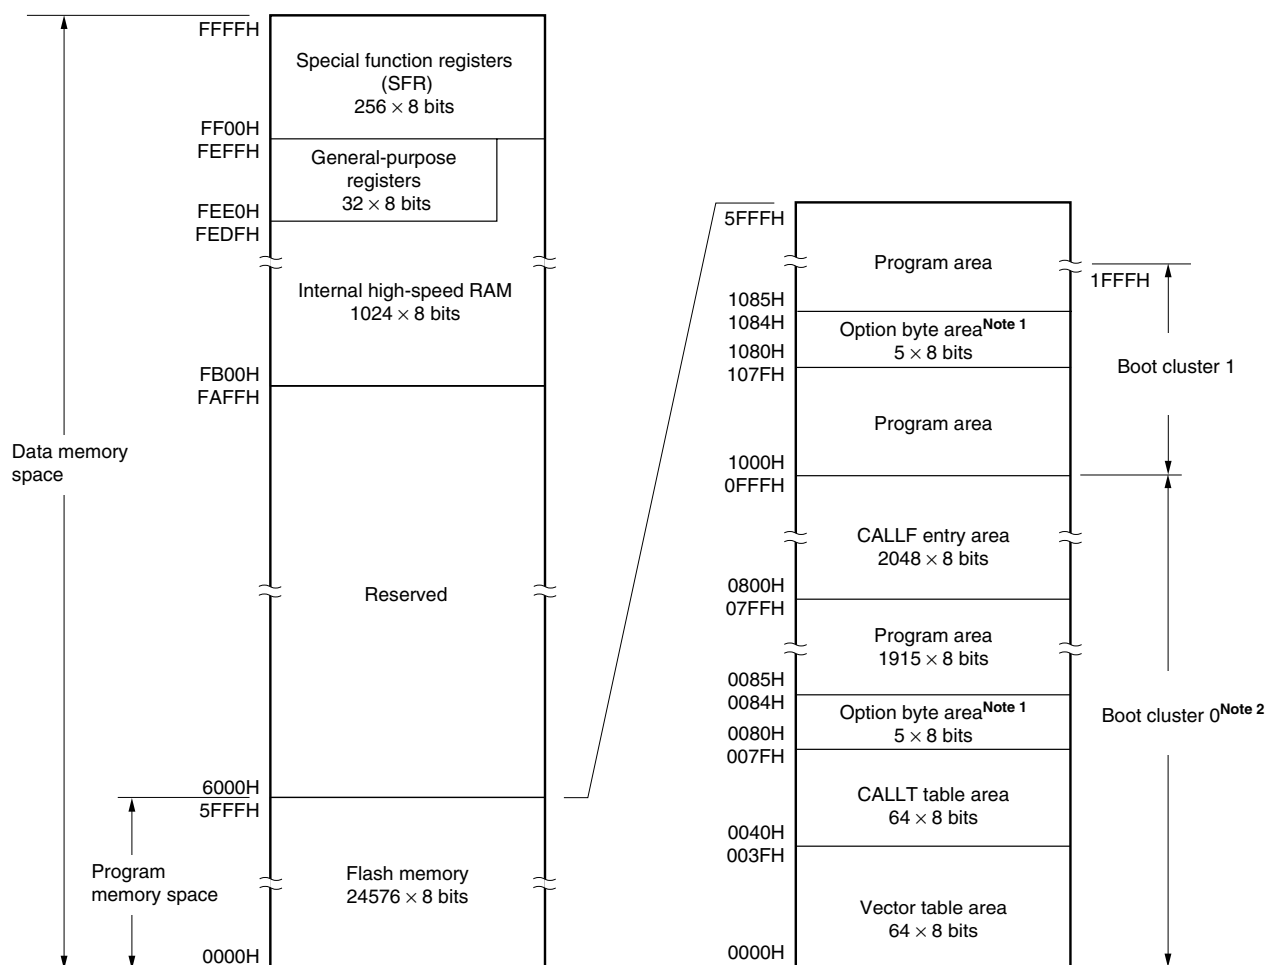 FFFFH
Special function registers
(SFR)
256 × 8 bits
FF00H
FEFFH
General-purpose
registers
32 × 8 bits
FEE0H
FEDFH
Internal high-speed RAM
1024 × 8 bits
FB00H
FAFFH
Data memory
space
Reserved
6000H
5FFFH
Program
memory space
Flash memory
24576 × 8 bits
0000H
5FFFH
Program area
1FFFH
1085H
1084H
Option byte areaNote 1
5 × 8 bits
1080H
107FH
Boot cluster 1
Program area
1000H
0FFFH
CALLF entry area
2048 × 8 bits
0800H
07FFH
Program area
1915 × 8 bits
0085H
0084H
Option byte areaNote 1
5 × 8 bits
Boot cluster 0Note 2
0080H
007FH
CALLT table area
64 × 8 bits
0040H
003FH
Vector table area
64 × 8 bits
0000H